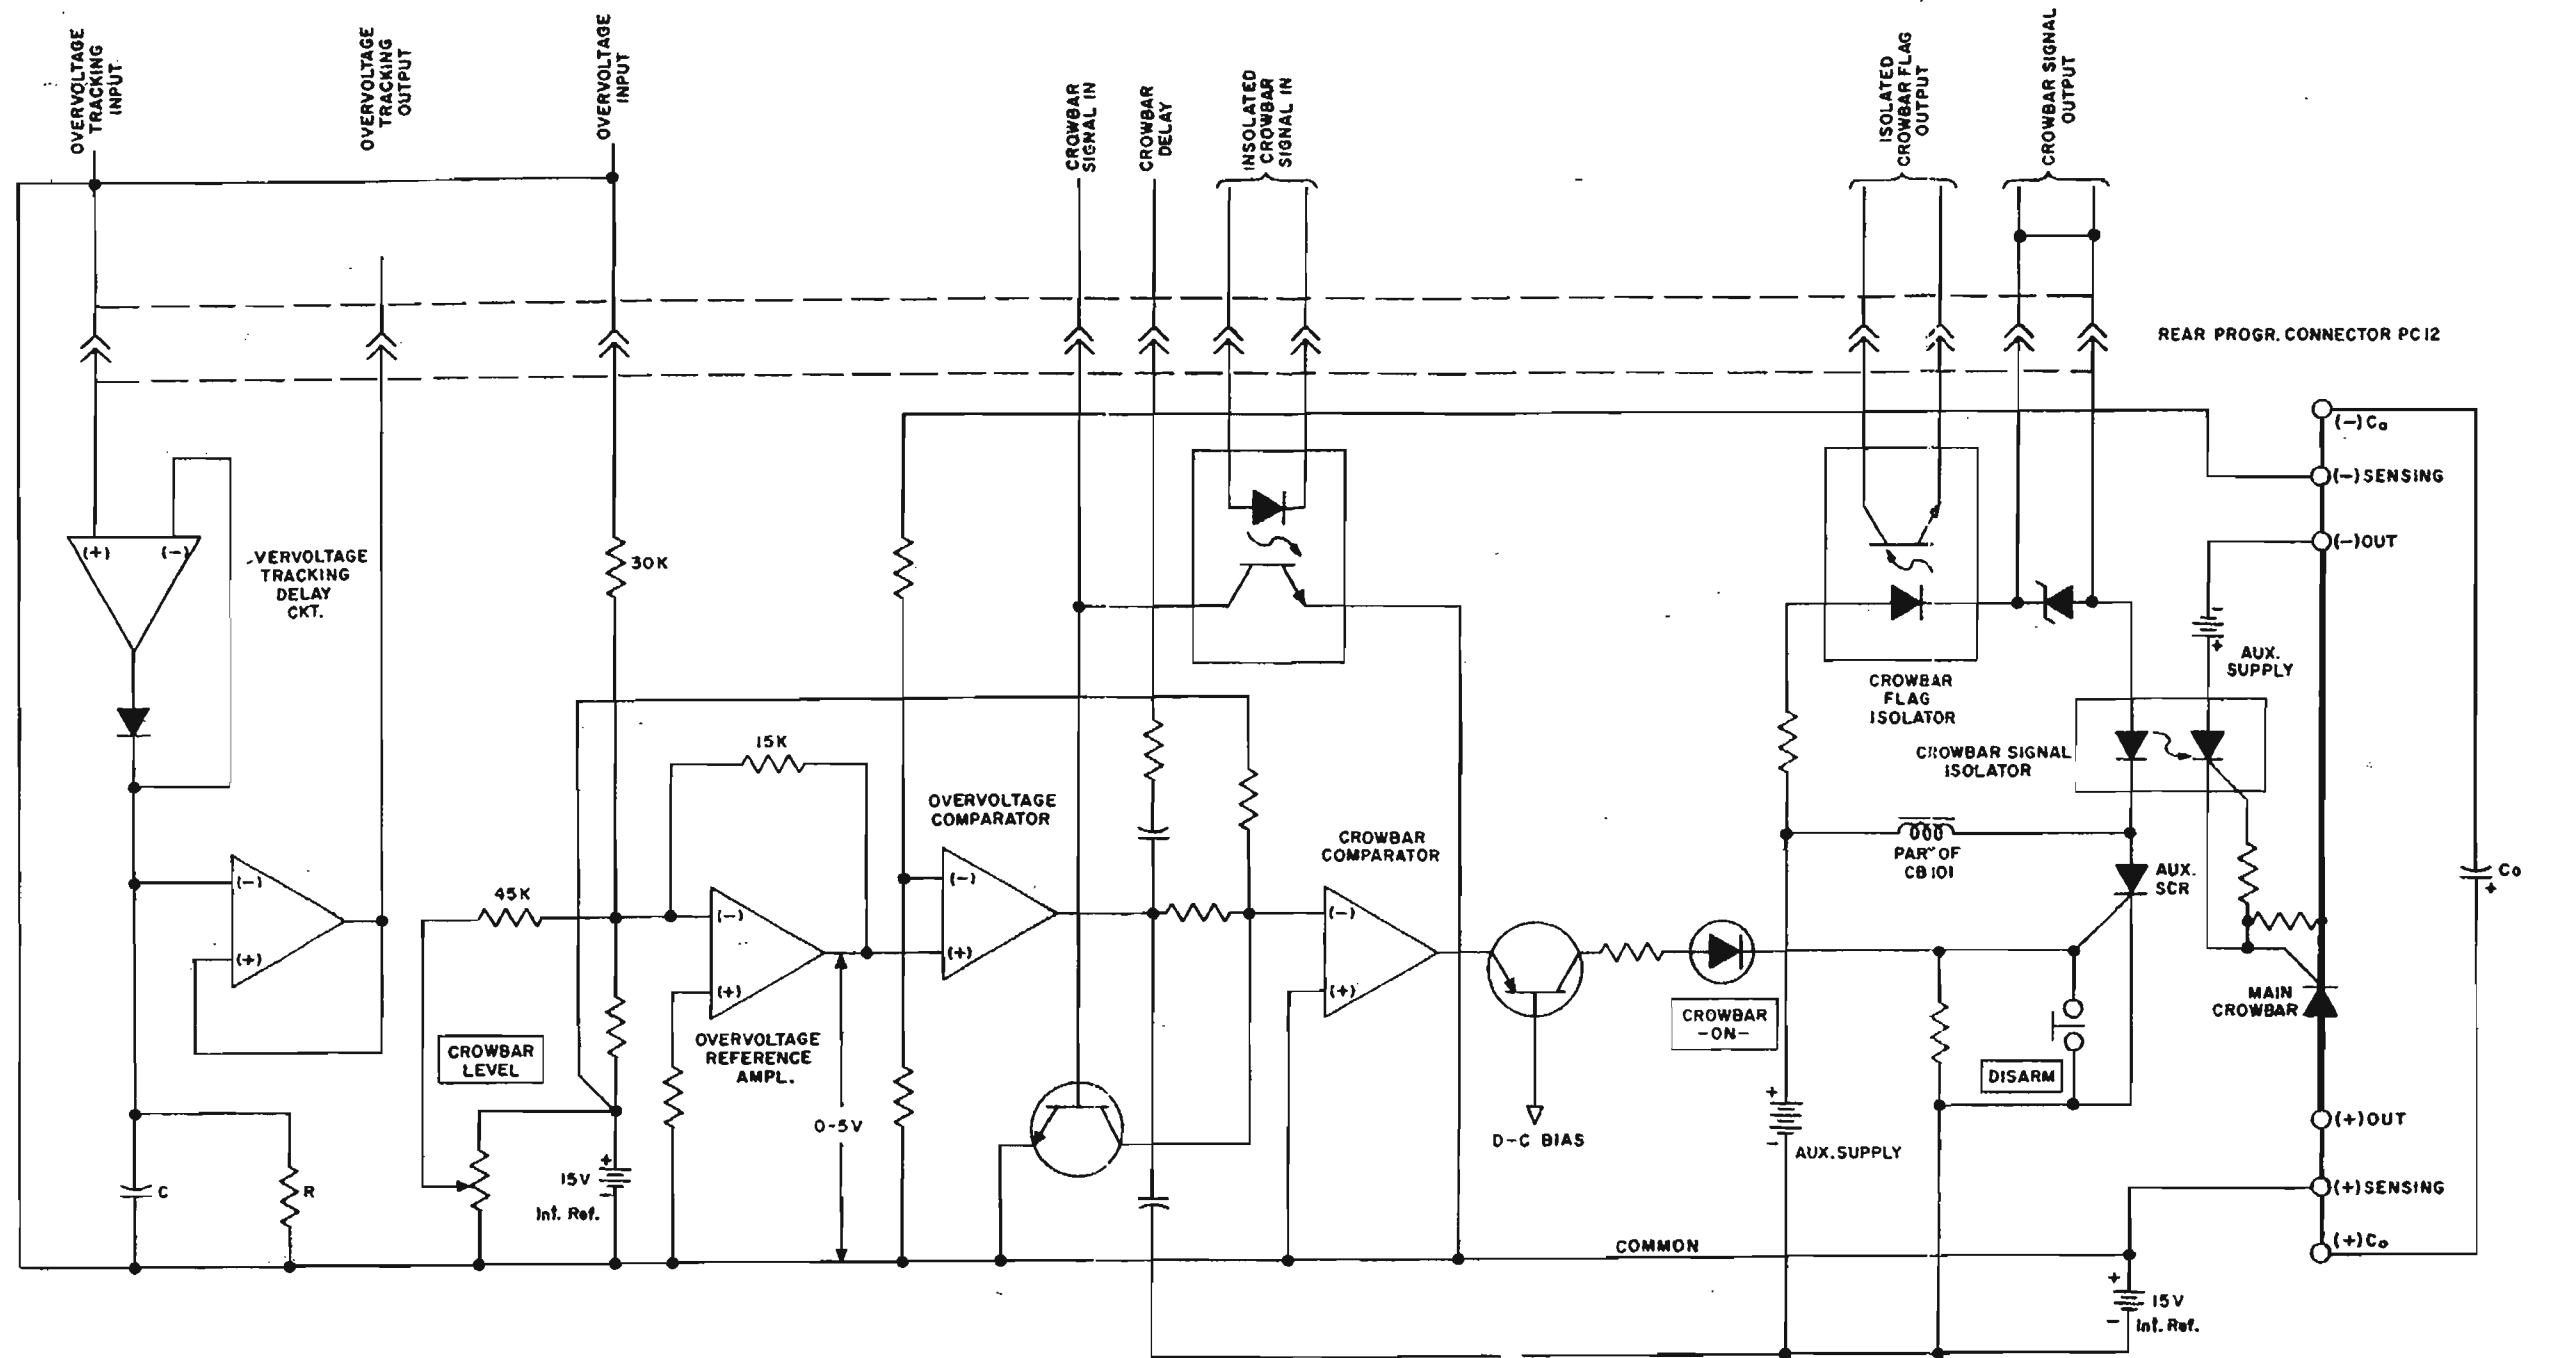 OVERVOLTAGE
TRACKING
INPUT
OVERVOLTAGE
TRACKING
OUTPUT
OVERVOLTAGE
INPUT
CROWBAR
SIGNAL IN
CROWBAR
DELAY
INSOLATED
CROWBAR
SIGNAL IN
ISOLATED
CROWBAR FLAG
OUTPUT
CROWBAR SIGNAL
OUTPUT
REAR PROGR. CONNECTOR PC12
(-) Co
(-) SENSING
(-) OUT
(+) (-)
VERVOLTAGE
TRACKING
DELAY
CKT.
30K
-
+
AUX.
SUPPLY
CROWBAR
FLAG
ISOLATOR
CROWBAR SIGNAL
ISOLATOR
15K
OVERVOLTAGE
COMPARATOR
CROWBAR
COMPARATOR
000
PART OF
CB101
AUX.
SCR
Co
+
(-)
(+)
45K
(-)
(+)
(-)
(+)
(-)
(+)
OVERVOLTAGE
REFERENCE
AMPL.
CROWBAR
LEVEL
CROWBAR
-ON-
MAIN
CROWBAR
DISARM
0-5V
D-C BIAS
+
-
AUX. SUPPLY
(+) OUT
C
R
+
15V
-
Int. Ref.
(+) SENSING
COMMON
(+) Co
+
15V
-
Int. Ref.